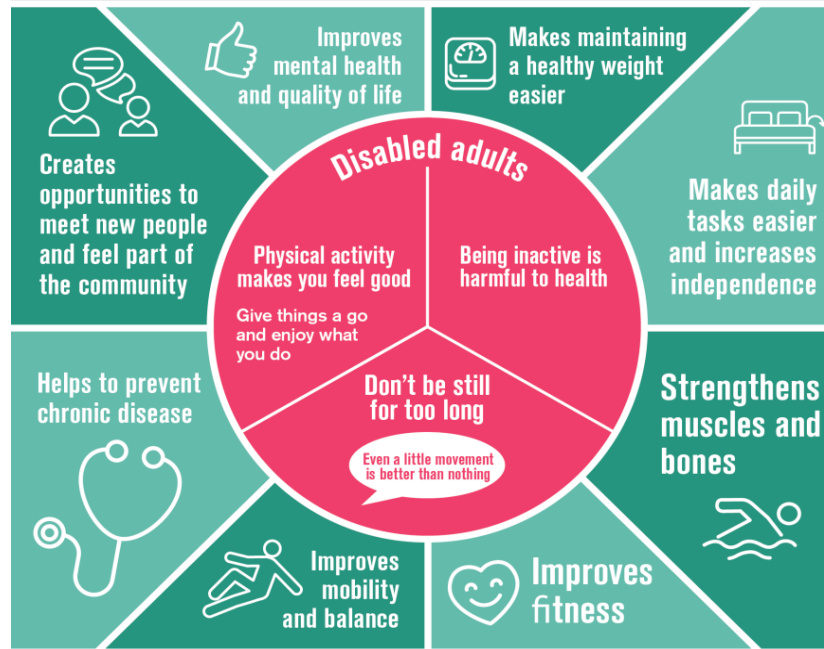 Improves
mental health
and quality of life
Makes maintaining
a healthy weight
easier
Creates
opportunities to
meet new people
and feel part of
the community
Makes daily
tasks easier
and increases
independence
Disabled adults
Physical activity
makes you feel good
Give things a go
and enjoy what
you do
Being inactive is
harmful to health
Don't be still
for too long
Even a little movement
is better than nothing
Helps to prevent
chronic disease
Strengthens
muscles and
bones
Improves
mobility
and balance
Improves
fitness